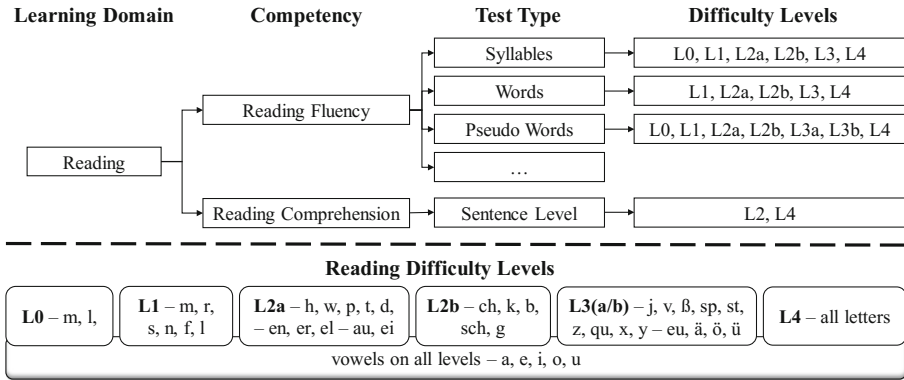 Learning Domain Competency Test Type Difficulty Levels
Syllables L0, L1, L2a, L2b, L3, L4
Words L1, L2a, L2b, L3, L4
Reading Fluency
Pseudo Words L0, L1, L2a, L2b, L3a, L3b, L4
Reading
…
Reading Comprehension Sentence Level L2, L4
Reading Difficulty Levels
L0 – m, l,
L1 – m, r,
s, n, f, l
L2a – h, w, p, t, d,
– en, er, el – au, ei
L2b – ch, k, b,
sch, g
L3(a/b) – j, v, ß, sp, st,
z, qu, x, y – eu, ä, ö, ü
L4 – all letters
vowels on all levels – a, e, i, o, u